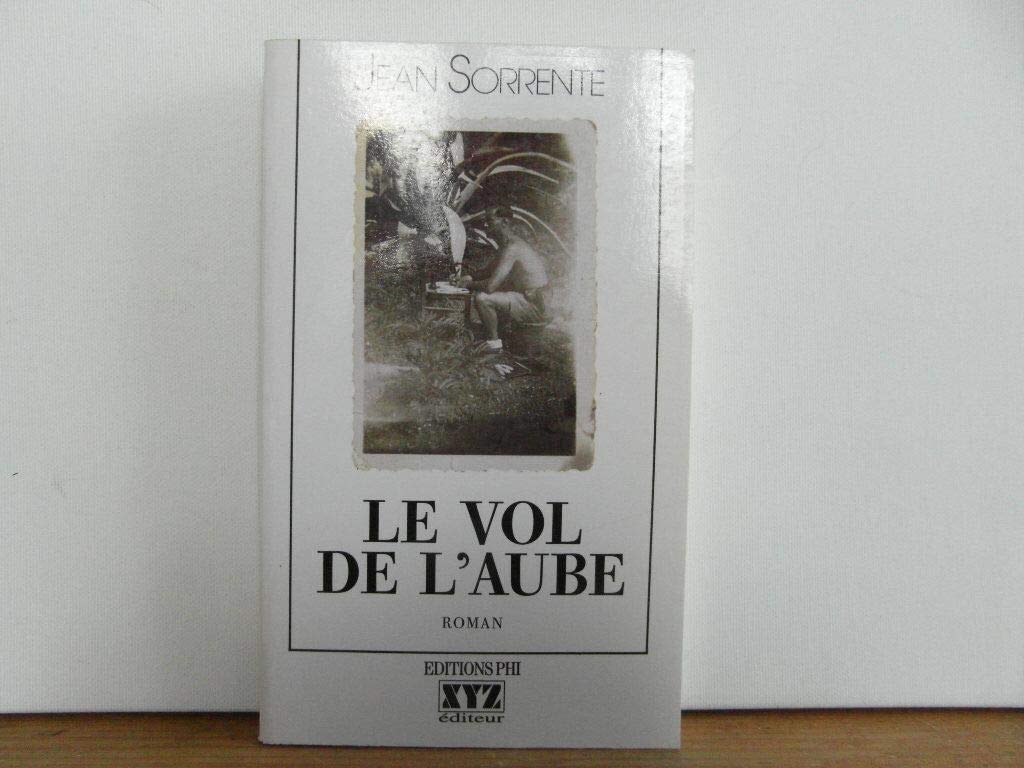 JEAN SORRENTE
LE VOL
DE L'AUBE
ROMAN
EDITIONS PHI
XYZ
éditeur